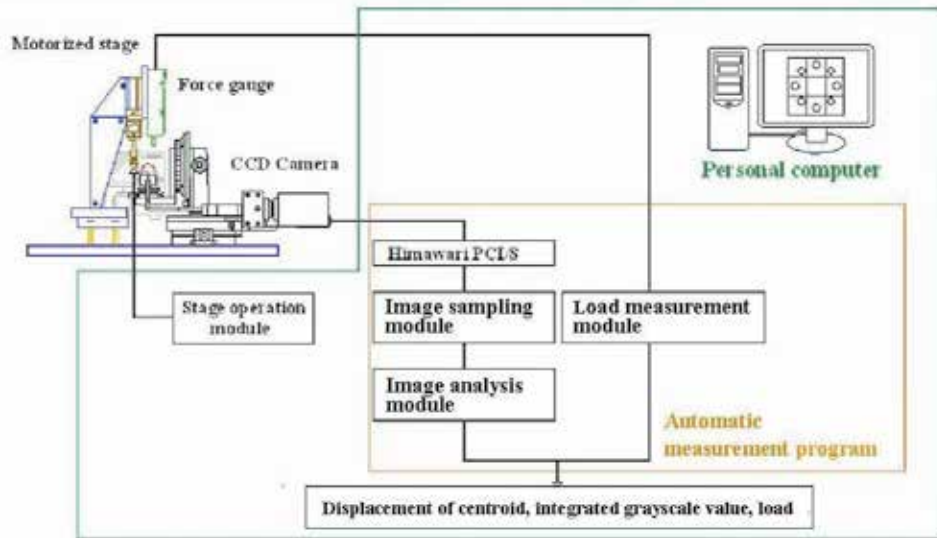 Motorized stage
Force gauge
CCD Camera
Personal computer
Himawari PCI/S
Stage operation
module
Image sampling
module
Load measurement
module
Image analysis
module
Automatic
measurement program
Displacement of centroid, integrated grayscale value, load